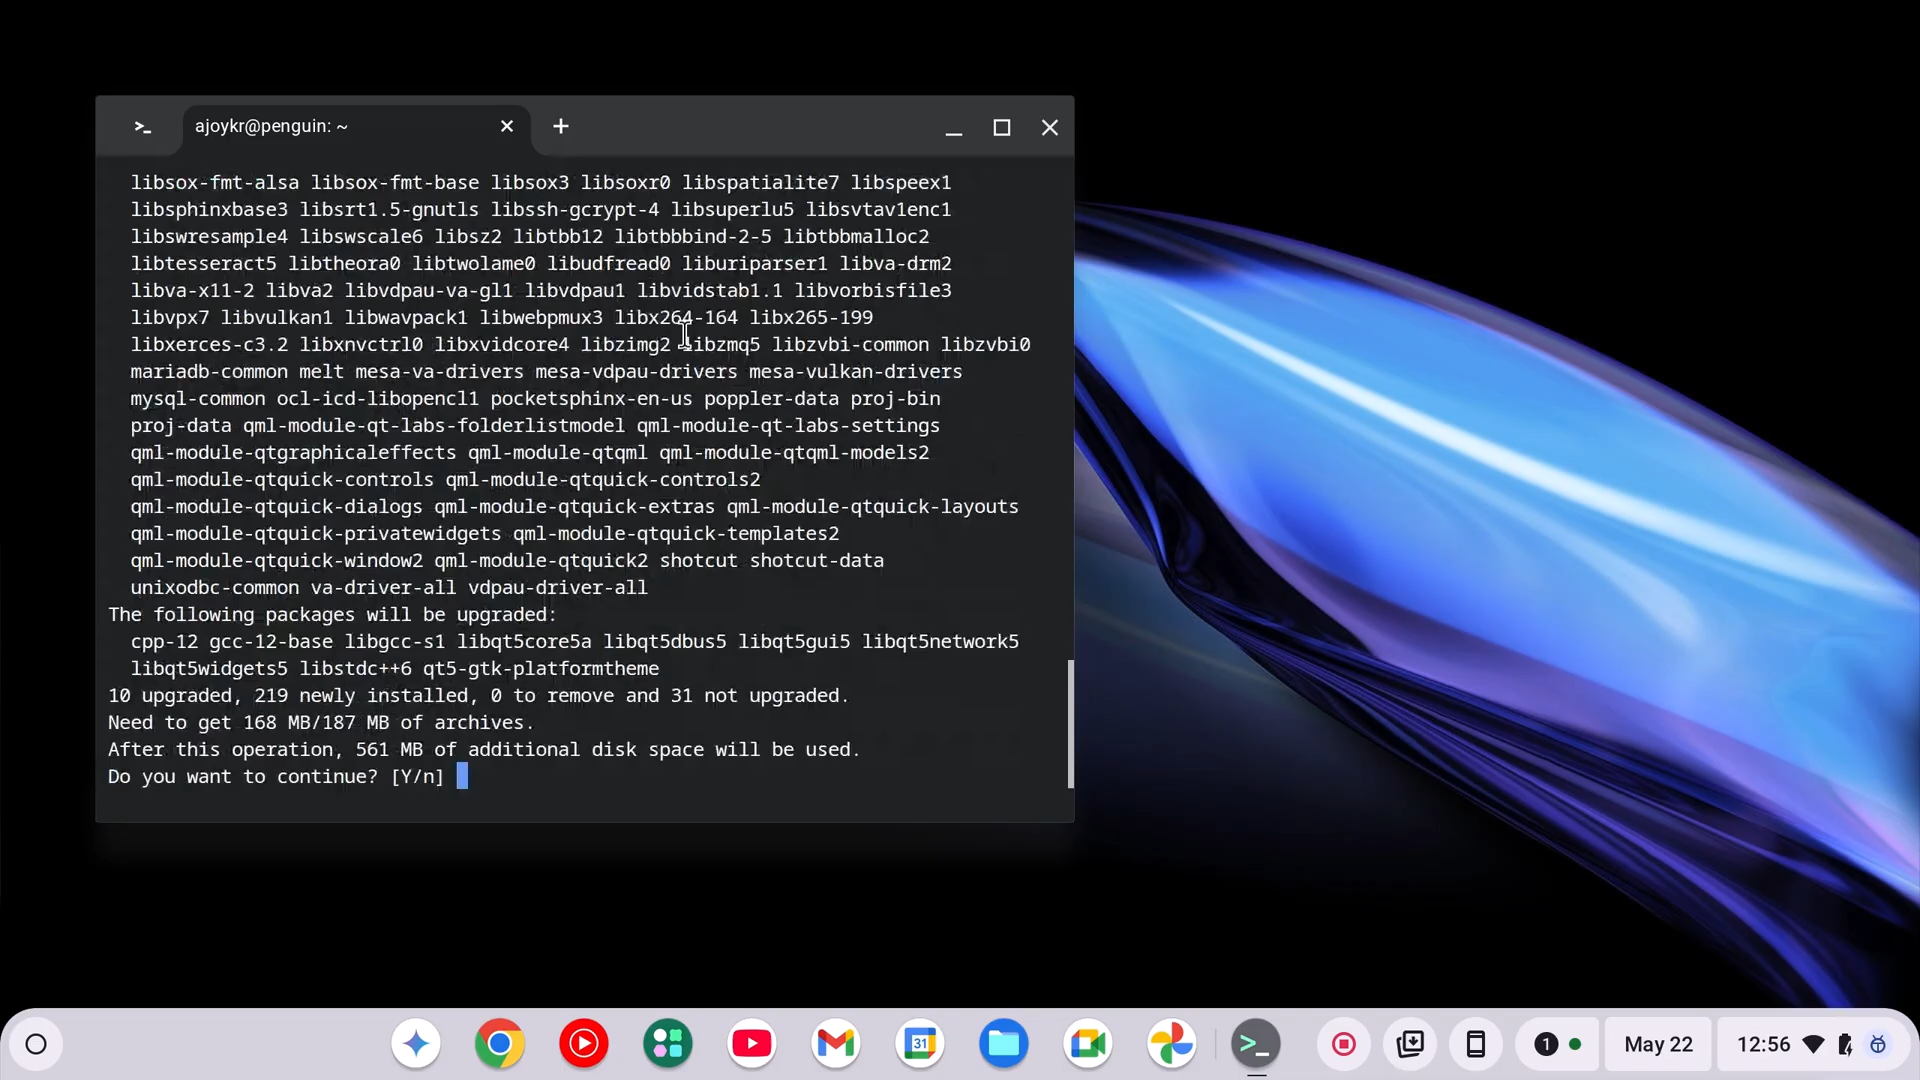 >_ ajoykr@penguin: ~
libsox-fmt-alsa libsox-fmt-base libsox3 libsoxr0 libspatialite7 libspeex1
libsphinxbase3 libsrt1.5-gnutls libssh-gcrypt-4 libsuperlu5 libsvtav1enc1
libswresample4 libswscale6 libsz2 libtbb12 libtbbbind-2-5 libtbbmalloc2
libtesseract5 libtheora0 libtwolame0 libudfread0 liburiparser1 libva-drm2
libva-x11-2 libva2 libvdpau-va-gl1 libvdpau1 libvidstab1.1 libvorbisfile3
libvpx7 libvulkan1 libwavpack1 libwebpmux3 libx264-164 libx265-199
libxerces-c3.2 libxnvctrl0 libxvidcore4 libzimg2 libzmq5 libzvbi-common libzvbi0
mariadb-common melt mesa-va-drivers mesa-vdpau-drivers mesa-vulkan-drivers
mysql-common ocl-icd-libopencl1 pocketsphinx-en-us poppler-data proj-bin
proj-data qml-module-qt-labs-folderlistmodel qml-module-qt-labs-settings
qml-module-qtgraphicaleffects qml-module-qtqml qml-module-qtqml-models2
qml-module-qtquick-controls qml-module-qtquick-controls2
qml-module-qtquick-dialogs qml-module-qtquick-extras qml-module-qtquick-layouts
qml-module-qtquick-privatewidgets qml-module-qtquick-templates2
qml-module-qtquick-window2 qml-module-qtquick2 shotcut shotcut-data
unixodbc-common va-driver-all vdpau-driver-all
The following packages will be upgraded:
cpp-12 gcc-12-base libgcc-s1 libqt5core5a libqt5dbus5 libqt5gui5 libqt5network5
libqt5widgets5 libstdc++6 qt5-gtk-platformtheme
10 upgraded, 219 newly installed, 0 to remove and 31 not upgraded.
Need to get 168 MB/187 MB of archives.
After this operation, 561 MB of additional disk space will be used.
Do you want to continue? [Y/n]
31 >_ 1 May 22 12:56